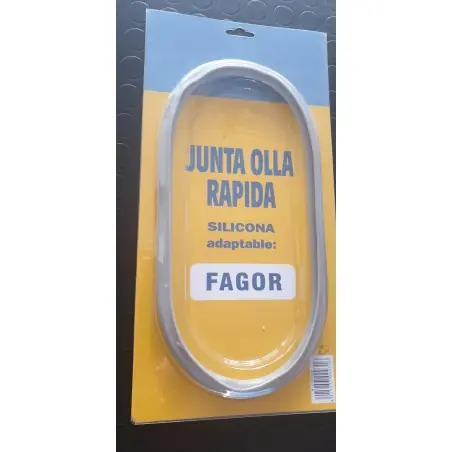 JUNTA OLLA
RAPIDA
SILICONA
adaptable:
FAGOR